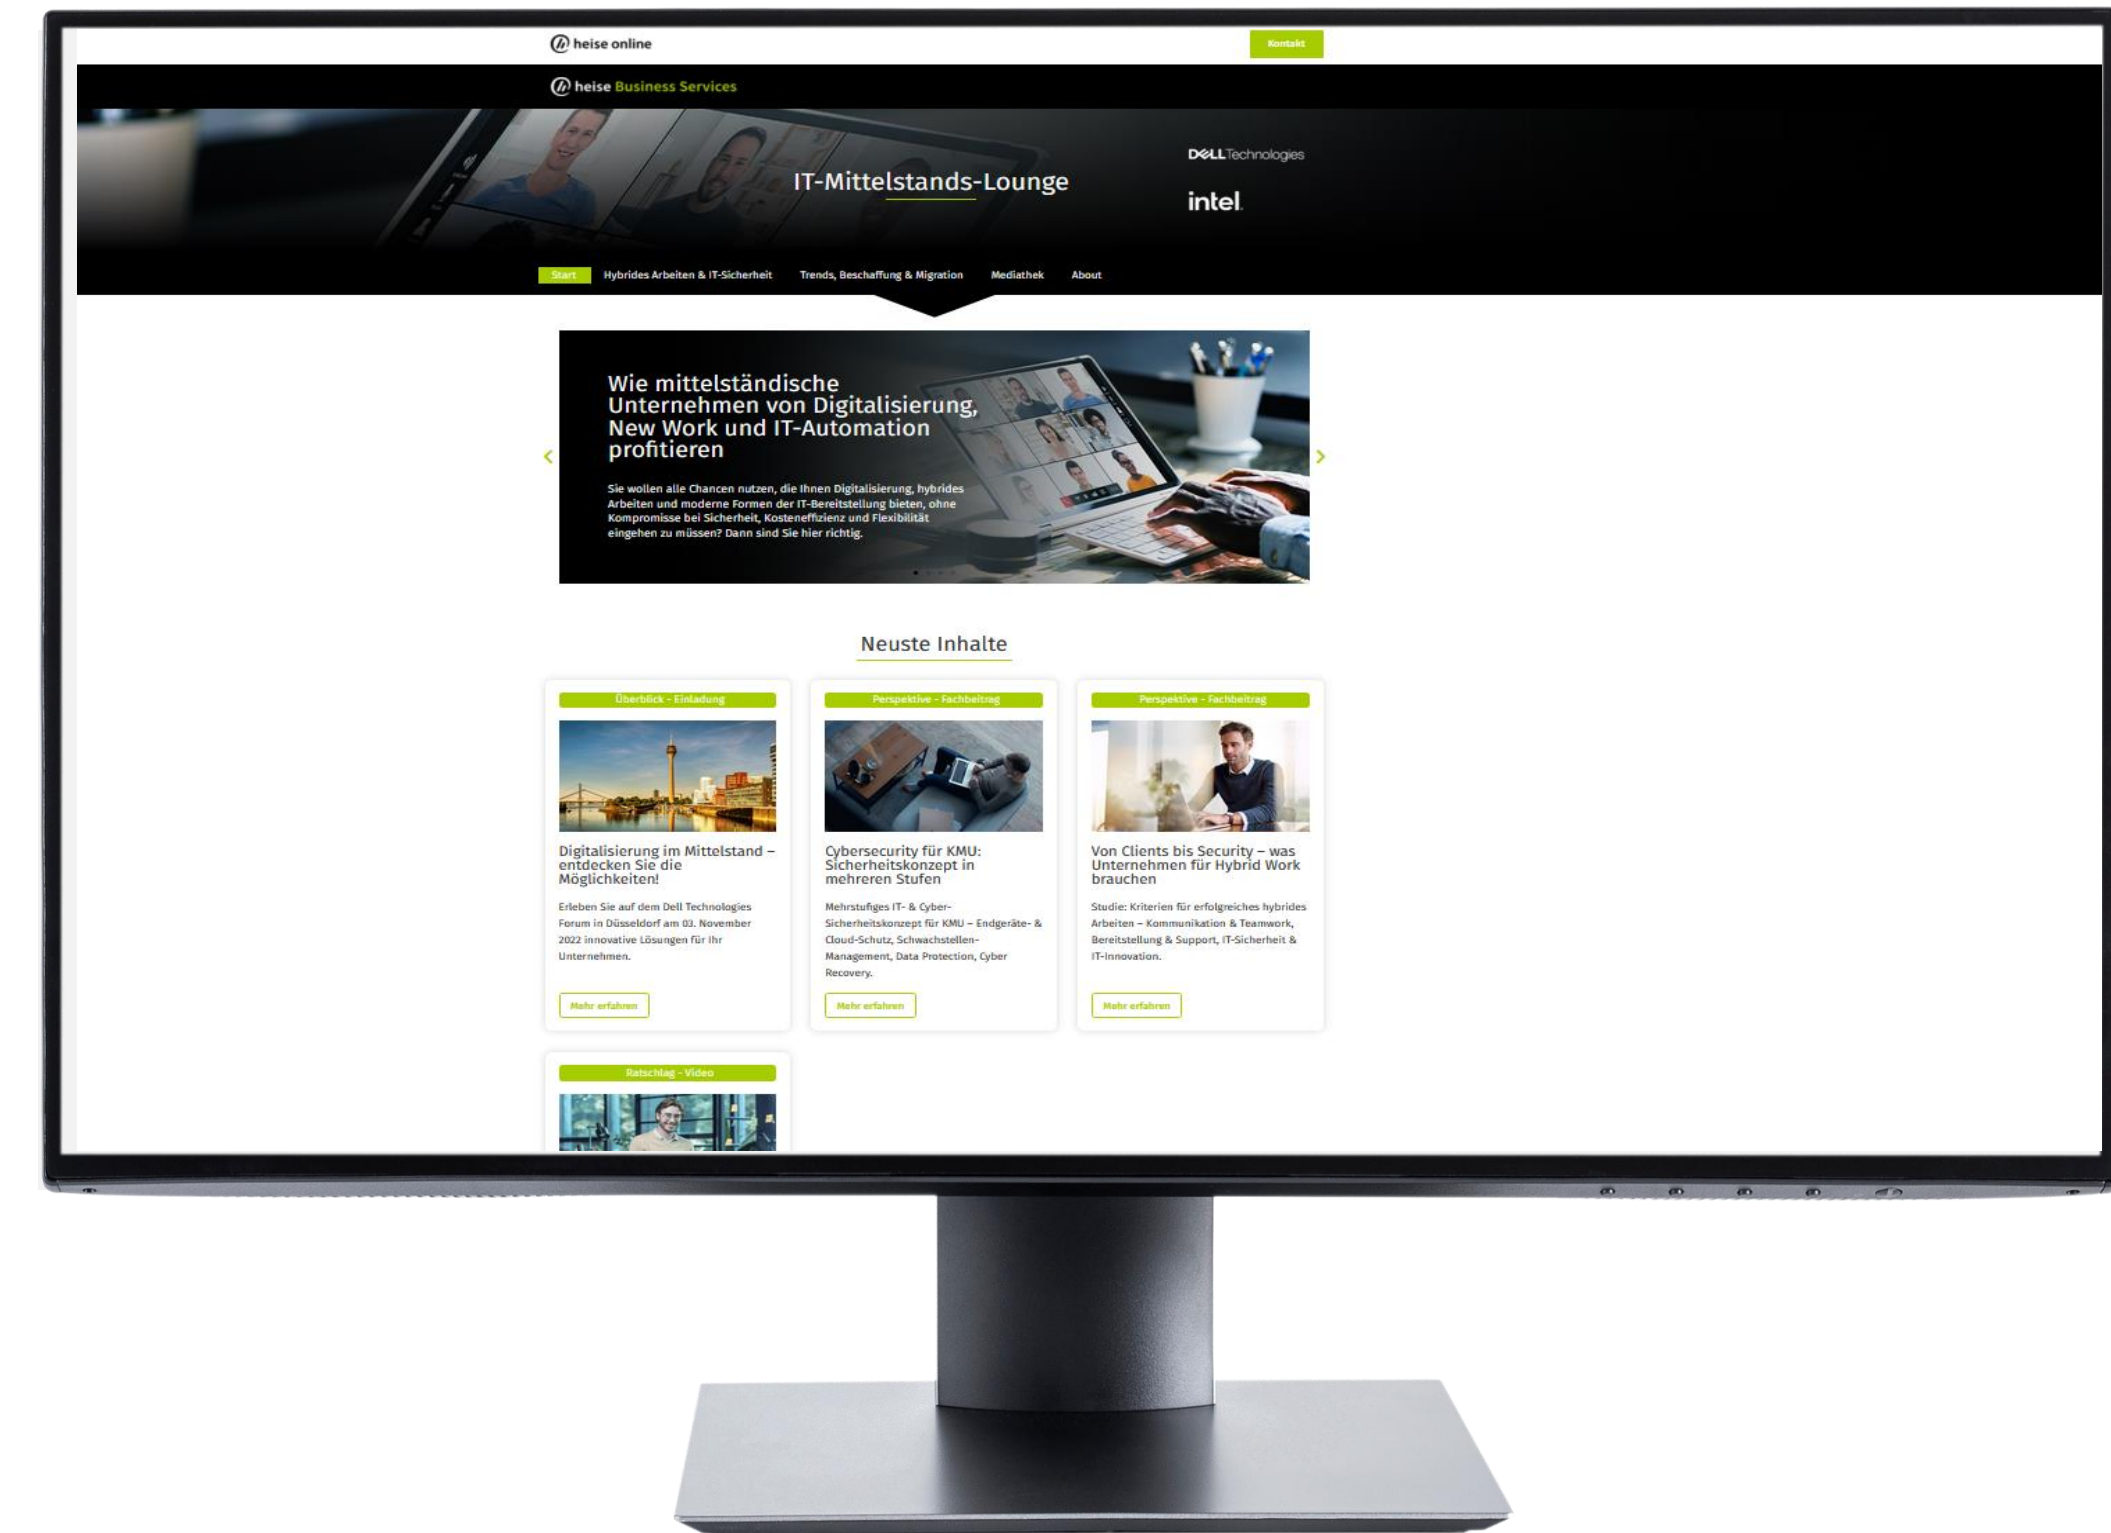 heise online
Kontakt
heise Business Services
IT-Mittelstands-Lounge
DELLTechnologies
intel.
Start
Hybrides Arbeiten & IT-Sicherheit
Trends, Beschaffung & Migration
Mediathek
About
Wie mittelständische
Unternehmen von Digitalisierung,
New Work und IT-Automation
profitieren
Sie wollen alle Chancen nutzen, die Ihnen Digitalisierung, hybrides
Arbeiten und moderne Formen der IT-Bereitstellung bieten, ohne
Kompromisse bei Sicherheit, Kosteneffizienz und Flexibilität
eingehen zu müssen? Dann sind Sie hier richtig.
Neuste Inhalte
Überblick - Einladung
Digitalisierung im Mittelstand –
entdecken Sie die
Möglichkeiten!
Erleben Sie auf dem Dell Technologies
Forum in Düsseldorf am 03. November
2022 innovative Lösungen für Ihr
Unternehmen.
Mehr erfahren
Perspektive - Fachbeitrag
Cybersecurity für KMU:
Sicherheitskonzept in
mehreren Stufen
Mehrstufiges IT- & Cyber-
Sicherheitskonzept für KMU – Endgeräte- &
Cloud-Schutz, Schwachstellen-
Management, Data Protection, Cyber
Recovery.
Mehr erfahren
Perspektive - Fachbeitrag
Von Clients bis Security – was
Unternehmen für Hybrid Work
brauchen
Studie: Kriterien für erfolgreiches hybrides
Arbeiten – Kommunikation & Teamwork,
Bereitstellung & Support, IT-Sicherheit &
IT-Innovation.
Mehr erfahren
Ratschlag - Video